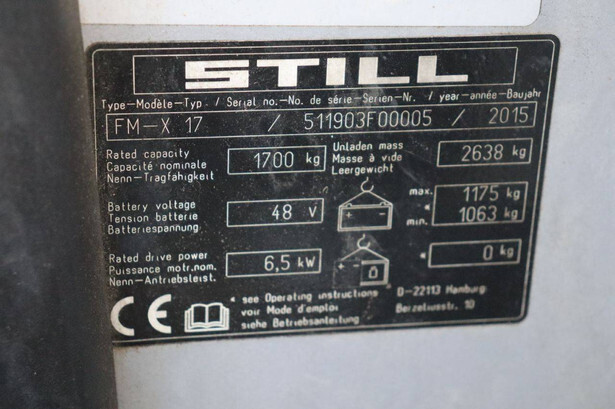 STILL
Type-Modèle-Typ- / Serial no.-No. de série-Serien-Nr. / year-année-Baujahr
FM-X 17 / 511903F00005 / 2015
Rated capacity
Capacité nominale
Nenn-Tragfähigkeit
1700 kg
Unladen mass
Masse à vide
Leergewicht
2638 kg
Battery voltage
Tension batterie
Batteriespannung
48 V
max. 1175 kg
*
min. * 1063 kg
Rated drive power
Puissance motr.nom.
Nenn-Antriebsleist.
6,5 kW
* 0 kg
CE
* see Operating instructions
voir Mode d'emploi
siehe Betriebsanleitung
D-22113 Hamburg
Berzeliusstr. 10